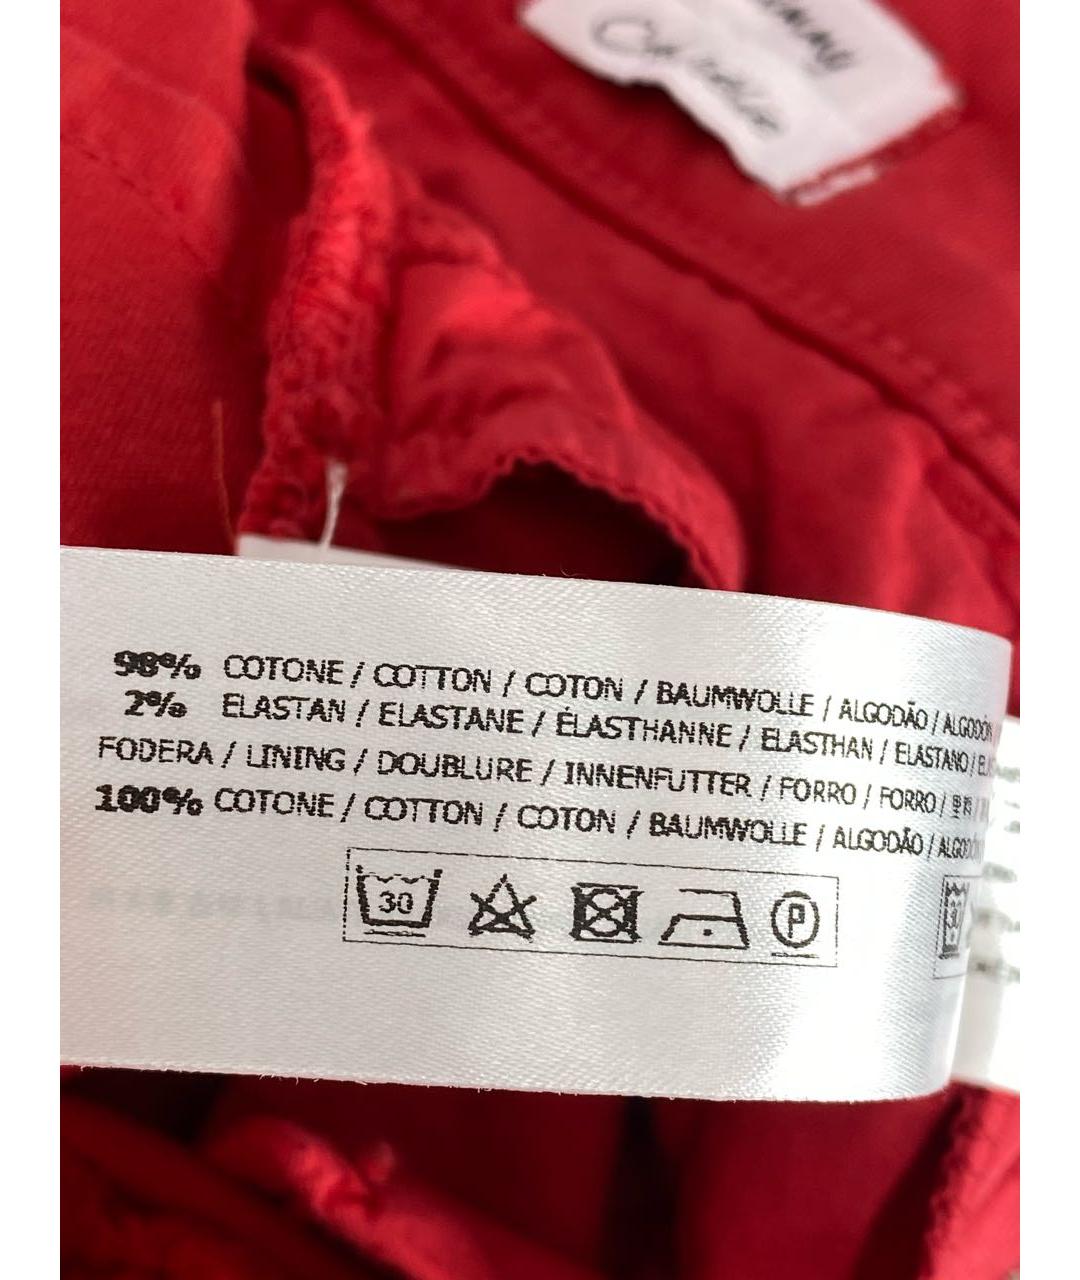 98% COTONE / COTTON / COTON / BAUMWOLLE / ALGODÃO / ALGODÓN
2% ELASTAN / ELASTANE / ÉLASTHANNE / ELASTHAN / ELASTANO /
FODERA / LINING / DOUBLURE / INNENFUTTER / FORRO / FORRO /
100% COTONE / COTTON / COTON / BAUMWOLLE / ALGODÃO /
30
P